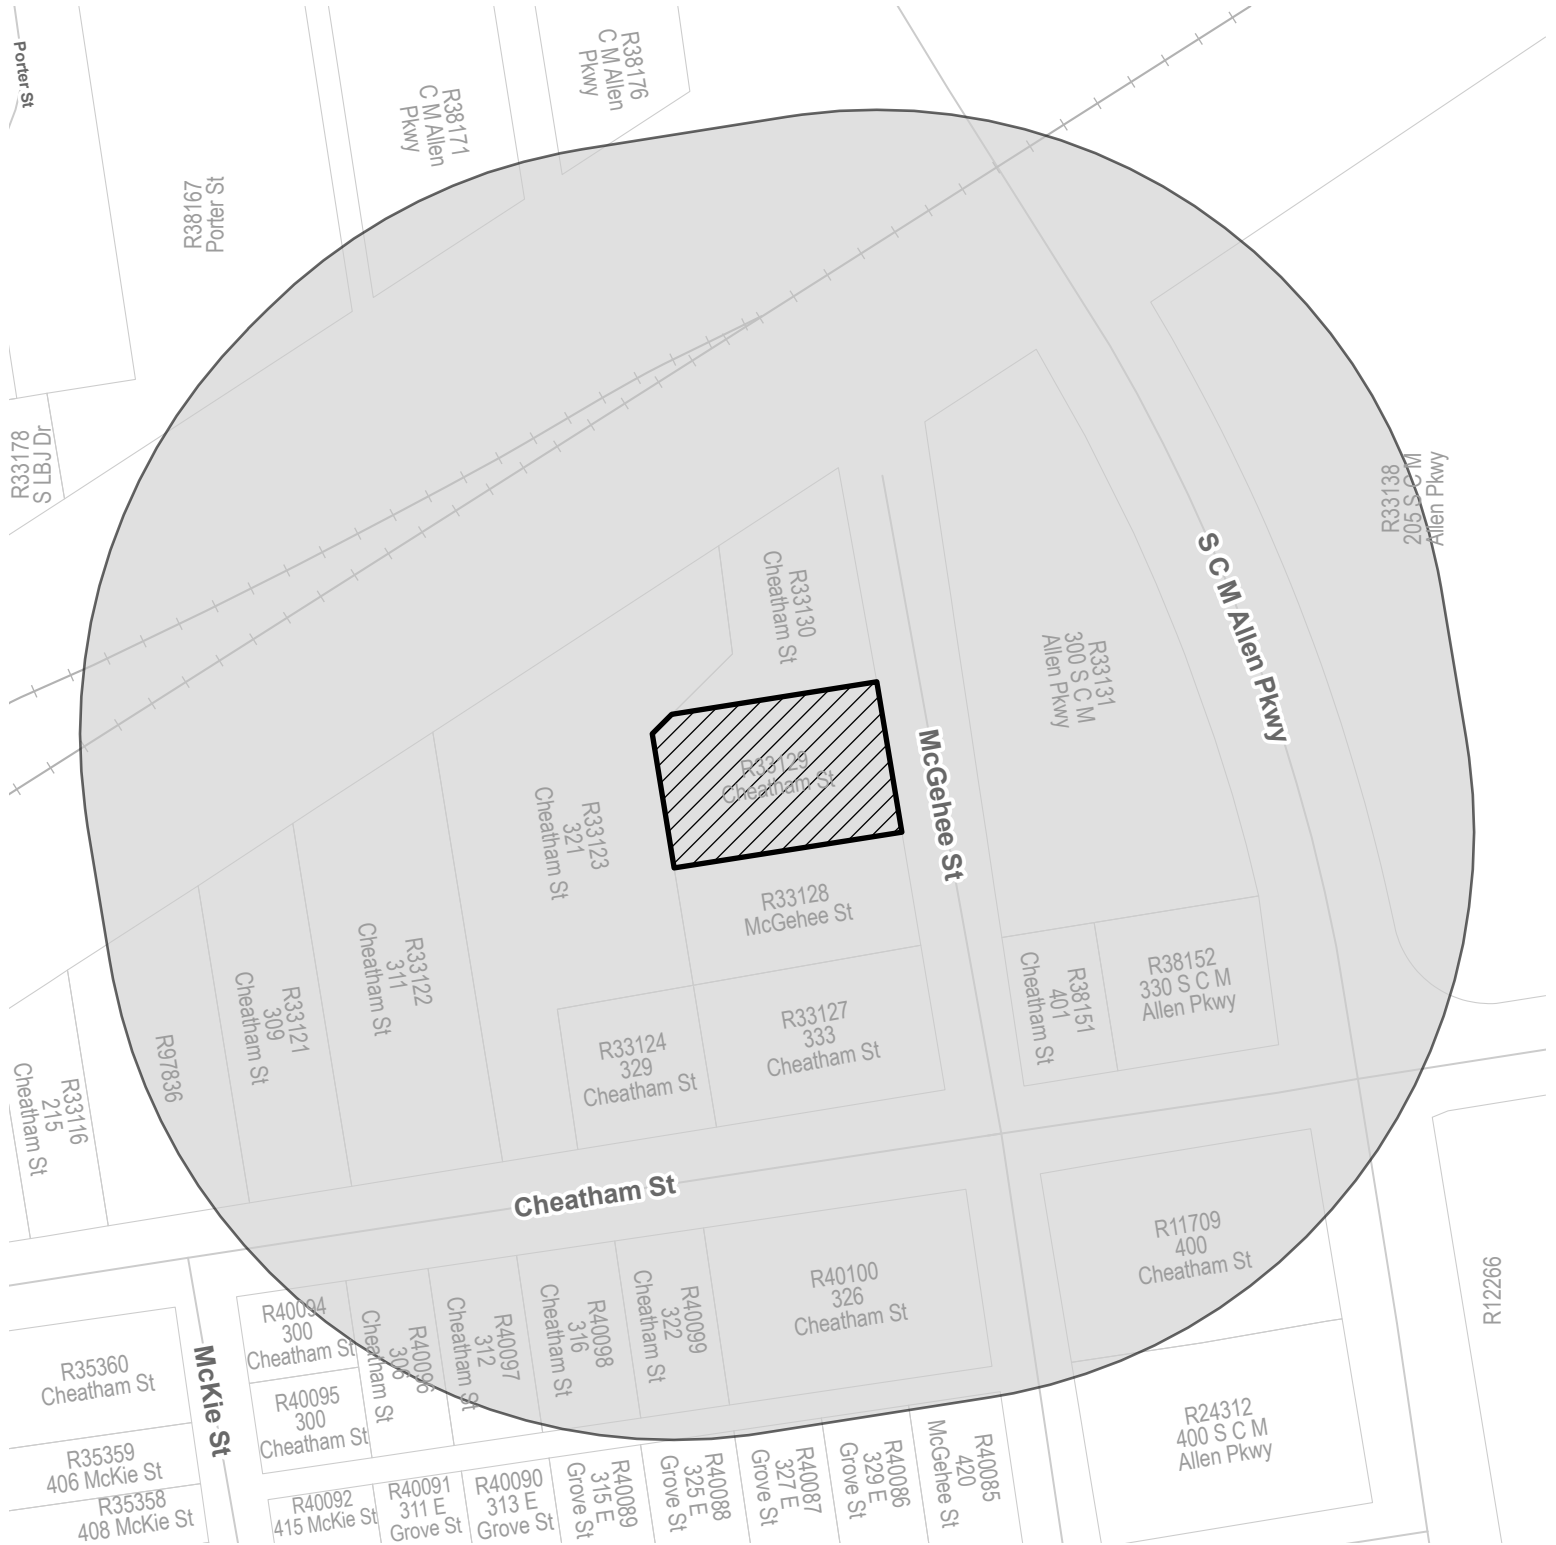 Porter St
R38176
C M Allen
Pkwy
R38171
C M Allen
Pkwy
R38167
Porter St
R33178
S LBJ Dr
R33138
205 S C M
Allen Pkwy
S C M Allen Pkwy
R33130
Cheatham St
R33131
300 S C M
Allen Pkwy
R33129
Cheatham St
McGehee St
R33123
321
Cheatham St
R33128
McGehee St
R33122
311
Cheatham St
R33121
309
Cheatham St
R97836
R33116
215
Cheatham St
R33124
329
Cheatham St
R33127
333
Cheatham St
R38151
401
Cheatham St
R38152
330 S C M
Allen Pkwy
Cheatham St
R11709
400
Cheatham St
R12266
R40100
326
Cheatham St
R40099
322
Cheatham St
R40098
316
Cheatham St
R40097
312
Cheatham St
R40096
306
Cheatham St
R40094
300
Cheatham St
R40095
300
Cheatham St
McKie St
R35360
Cheatham St
R35359
406 McKie St
R35358
408 McKie St
R40092
415 McKie St
R40091
311 E
Grove St
R40090
313 E
Grove St
R40089
315 E
Grove St
R40088
325 E
Grove St
R40087
327 E
Grove St
R40086
329 E
Grove St
R40085
420
McGehee St
R24312
400 S C M
Allen Pkwy